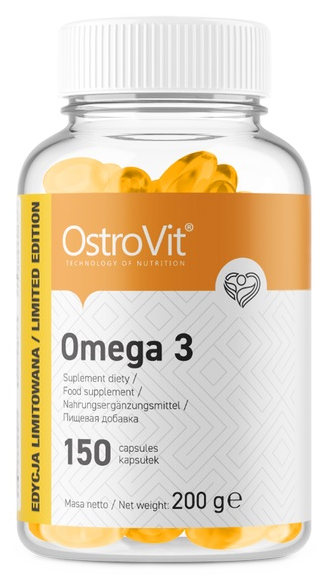 OstroVit®
TECHNOLOGY OF NUTRITION
EDYCJA LIMITOWANA / LIMITED EDITION
Omega 3
Suplement diety /
Food supplement /
Nahrungsergänzungsmittel /
Пищевая добавка
150 capsules
kapsułek
Masa netto / Net weight: 200 g℮